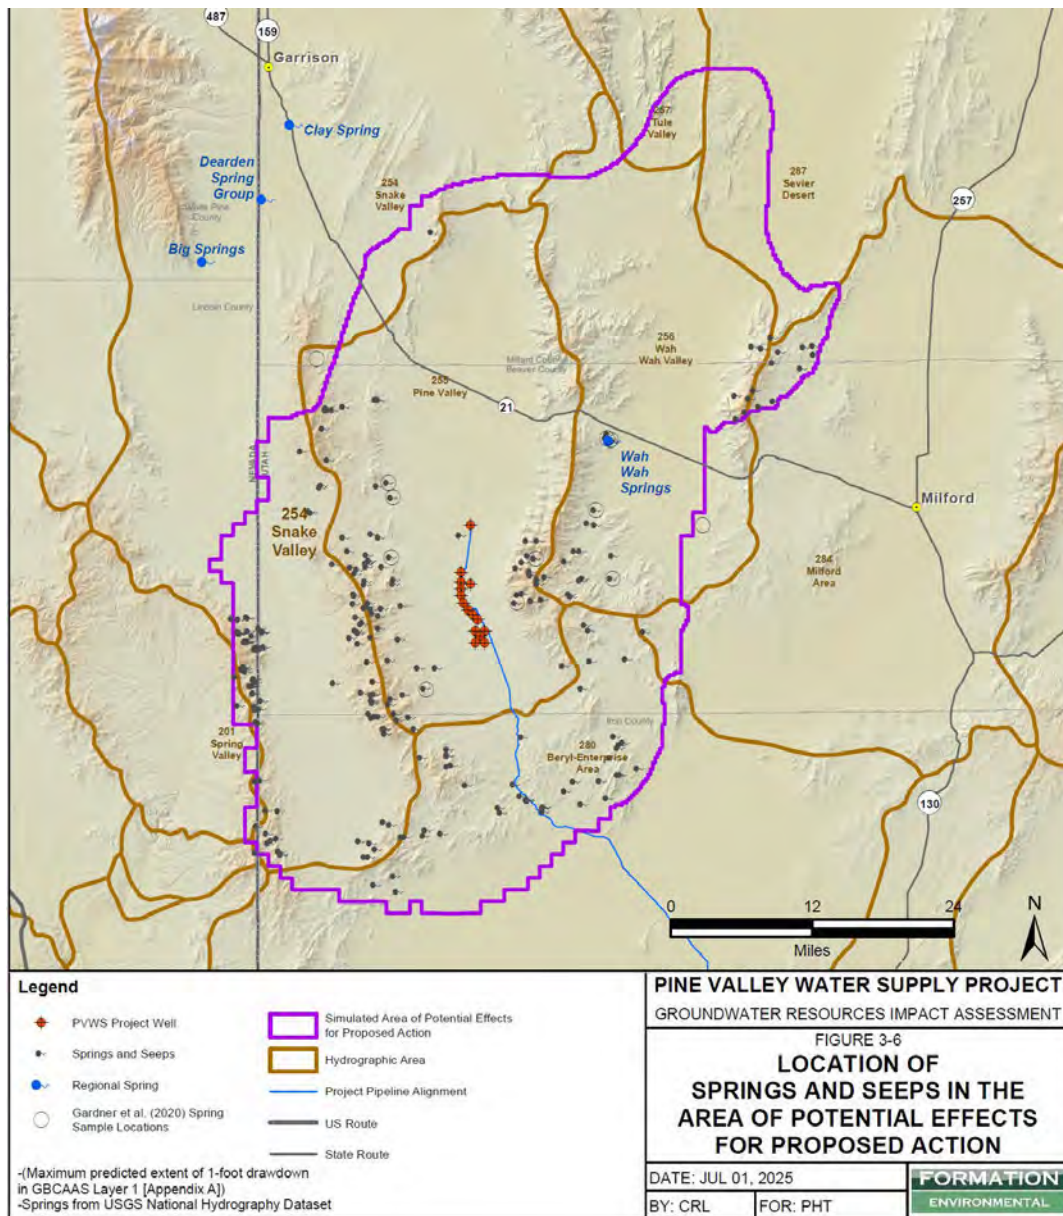 487
159
Garrison
Clay Spring
Dearden
Spring
Group
White Pine
County
Big Springs
Lincoln County
254
Snake
Valley
267
Tule
Valley
287
Sevier
Desert
257
256
Wah
Wah Valley
Millard County
Beaver County
255
Pine Valley
21
Wah
Wah
Springs
NEVADA
UTAH
254
Snake
Valley
Milford
284
Milford
Area
201
Spring
Valley
Iron County
280
Beryl-Enterprise
Area
130
0 12 24
Miles
N
Legend
PVWS Project Well
Springs and Seeps
Regional Spring
Gardner et al. (2020) Spring
Sample Locations
Simulated Area of Potential Effects
for Proposed Action
Hydrographic Area
Project Pipeline Alignment
US Route
State Route
-(Maximum predicted extent of 1-foot drawdown
in GBCAAS Layer 1 [Appendix A])
-Springs from USGS National Hydrography Dataset
PINE VALLEY WATER SUPPLY PROJECT
GROUNDWATER RESOURCES IMPACT ASSESSMENT
FIGURE 3-6
LOCATION OF
SPRINGS AND SEEPS IN THE
AREA OF POTENTIAL EFFECTS
FOR PROPOSED ACTION
DATE: JUL 01, 2025
BY: CRL
FOR: PHT
FORMATION
ENVIRONMENTAL